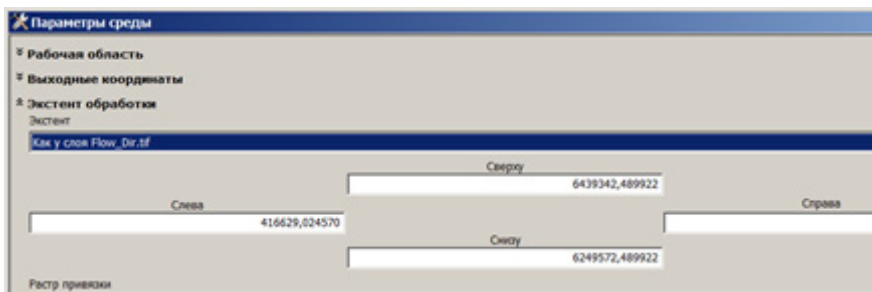 Параметры среды
Рабочая область
Выходные координаты
Экстент обработки
Экстент
Как у слоя Flow_Dir.tif
Сверху
6439342,489922
Слева
Справа
416629,024570
Снизу
6249572,489922
Растр привязки